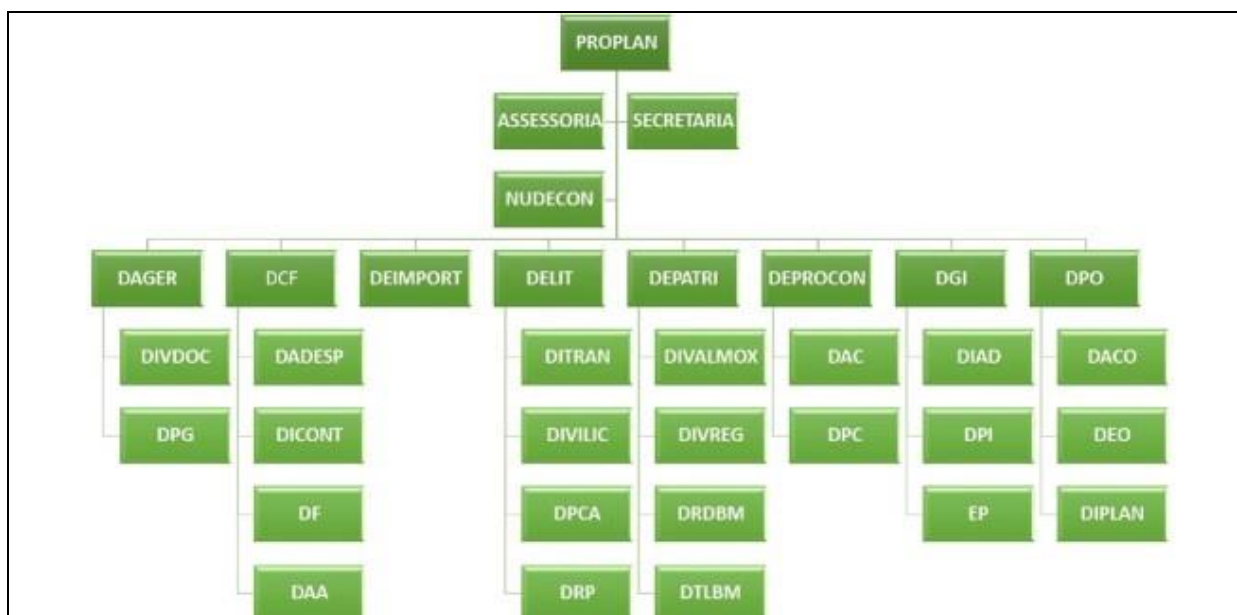 PROPLAN
ASSESSORIA SECRETARIA
NUDECON
DAGER DCF DEIMPORT DELIT DEPATRI DEPROCON DGI DPO
DIVDOC DADESP DITRAN DIVALMOX DAC DIAD DACO
DPG DICONT DIVILIC DIVREG DPC DPI DEO
DF DPCA DRDBM EP DIPLAN
DAA DRP DTLBM